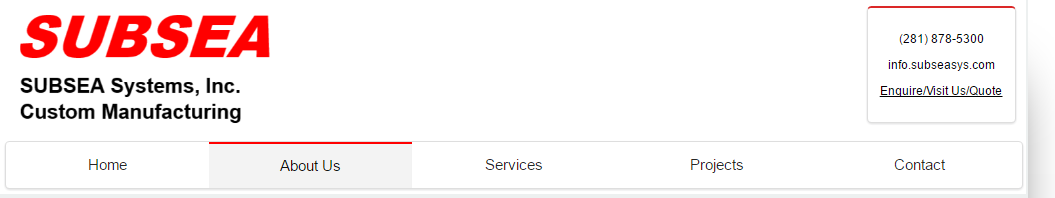 SUBSEA
SUBSEA Systems, Inc.
Custom Manufacturing
(281) 878-5300
info.subseasys.com
Enquire/Visit Us/Quote
Home
About Us
Services
Projects
Contact